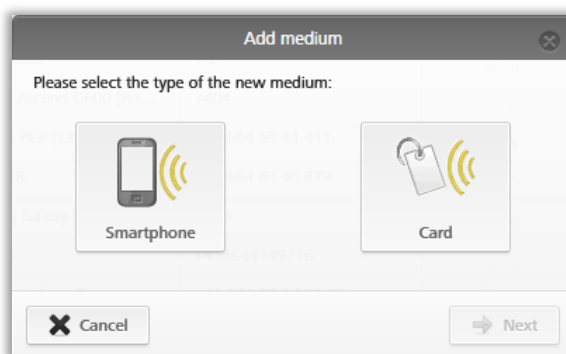 Add medium
Please select the type of the new medium:
Smartphone
Card
Cancel
Next